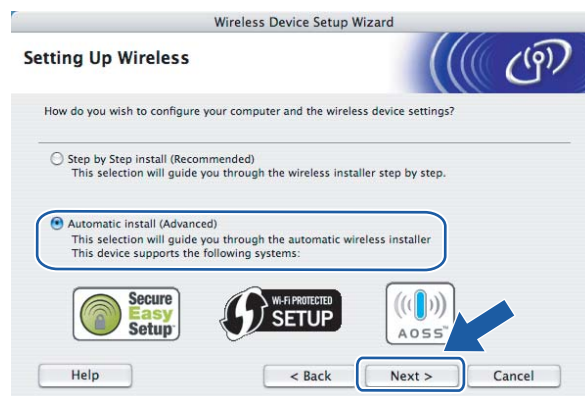 Wireless Device Setup Wizard
Setting Up Wireless
How do you wish to configure your computer and the wireless device settings?
Step by Step install (Recommended)
This selection will guide you through the wireless installer step by step.
Automatic install (Advanced)
This selection will guide you through the automatic wireless installer
This device supports the following systems:
Secure
Easy
Setup
Wi-Fi PROTECTED
SETUP
AOSS™
Help
< Back
Next >
Cancel